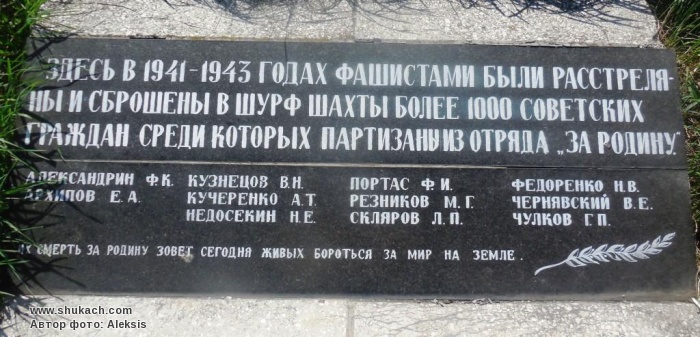 ЗДЕСЬ В 1941-1943 ГОДАХ ФАШИСТАМИ БЫЛИ РАССТРЕЛЯ-
НЫ И СБРОШЕНЫ В ШУРФ ШАХТЫ БОЛЕЕ 1000 СОВЕТСКИХ
ГРАЖДАН СРЕДИ КОТОРЫХ ПАРТИЗАНЫ ИЗ ОТРЯДА „ЗА РОДИНУ"
АЛЕКСАНДРИН Ф.К. КУЗНЕЦОВ В.Н. ПОРТАС Ф.И. ФЕДОРЕНКО Н.В.
АРХИПОВ Е.А. КУЧЕРЕНКО А.Т. РЕЗНИКОВ М.Г. ЧЕРНЯВСКИЙ В.Е.
НЕДОСЕКИН Н.Е. СКЛЯРОВ Л.П. ЧУЛКОВ Г.П.
ИХ СМЕРТЬ ЗА РОДИНУ ЗОВЕТ СЕГОДНЯ ЖИВЫХ БОРОТЬСЯ ЗА МИР НА ЗЕМЛЕ.
www.shukach.com
Автор фото: Aleksis